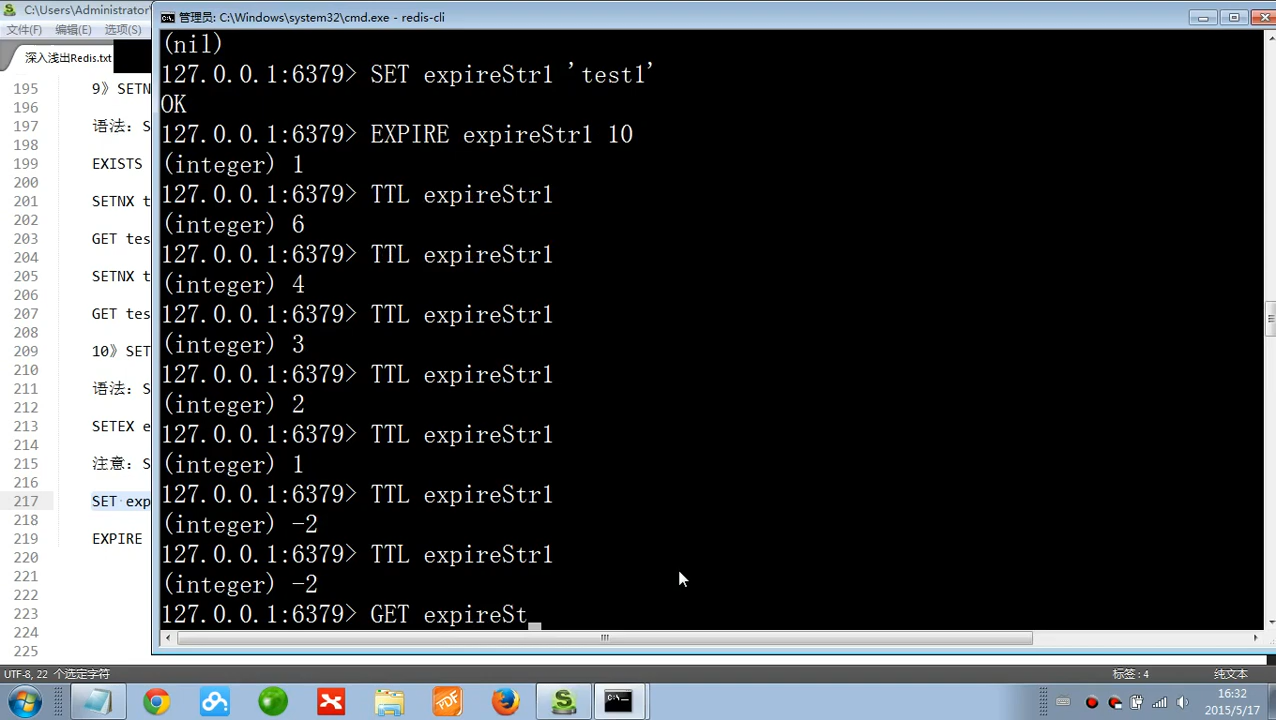 C:\Users\Administrator
管理员: C:\Windows\system32\cmd.exe - redis-cli
文件(F) 编辑(E) 选项(S)
深入浅出Redis.txt
195 9》SETN
196
197 语法: S
198
199 EXISTS
200
201 SETNX t
202
203 GET tes
204
205 SETNX t
206
207 GET tes
208
209 10》SET
210
211 语法: S
212
213 SETEX e
214
215 注意: S
216
217 SET exp
218
219 EXPIRE
220
221
222
223
224
225
(nil)
127.0.0.1:6379> SET expireStr1 'test1'
OK
127.0.0.1:6379> EXPIRE expireStr1 10
(integer) 1
127.0.0.1:6379> TTL expireStr1
(integer) 6
127.0.0.1:6379> TTL expireStr1
(integer) 4
127.0.0.1:6379> TTL expireStr1
(integer) 3
127.0.0.1:6379> TTL expireStr1
(integer) 2
127.0.0.1:6379> TTL expireStr1
(integer) 1
127.0.0.1:6379> TTL expireStr1
(integer) -2
127.0.0.1:6379> TTL expireStr1
(integer) -2
127.0.0.1:6379> GET expireSt_
UTF-8, 22 个选定字符
标签: 4
纯文本
PDF
16:32
2015/5/17